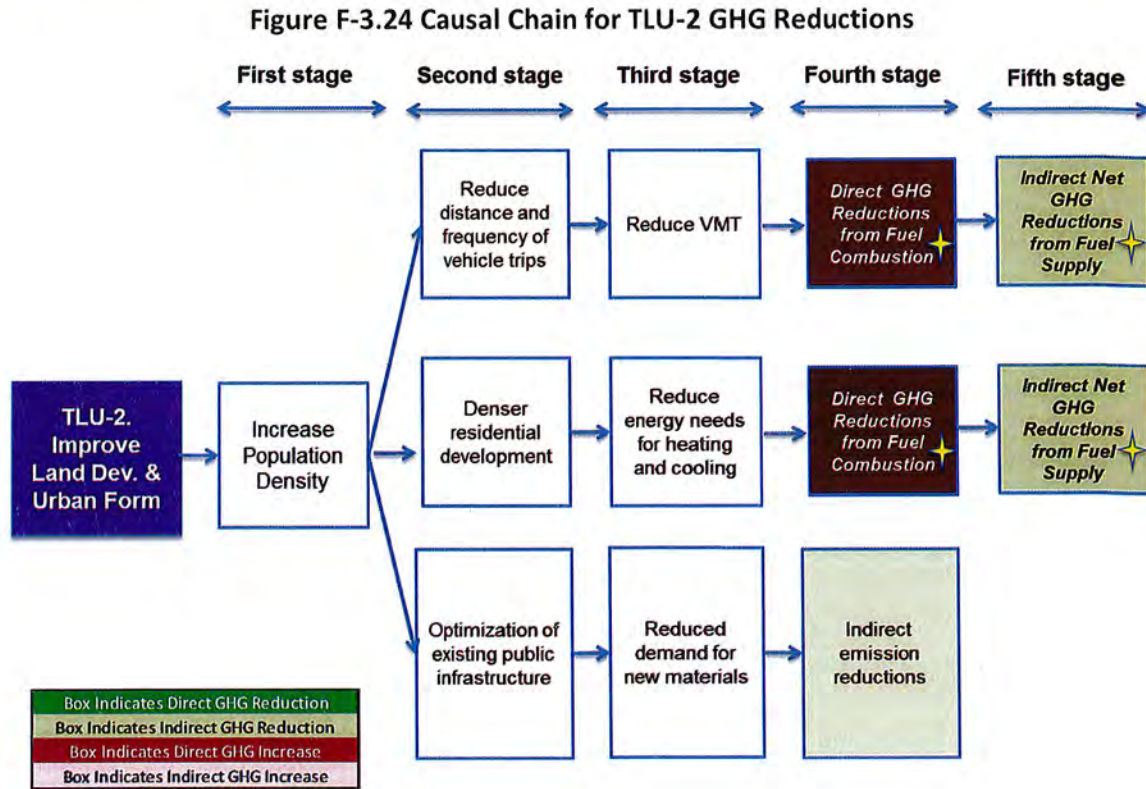 Figure F-3.24 Causal Chain for TLU-2 GHG Reductions
First stage
Second stage
Third stage
Fourth stage
Fifth stage
Reduce
distance and
frequency of
vehicle trips
Reduce VMT
Direct GHG
Reductions
from Fuel
Combustion
Indirect Net
GHG
Reductions
from Fuel
Supply
TLU-2.
Improve
Land Dev. &
Urban Form
Increase
Population
Density
Denser
residential
development
Reduce
energy needs
for heating
and cooling
Direct GHG
Reductions
from Fuel
Combustion
Indirect Net
GHG
Reductions
from Fuel
Supply
Optimization of
existing public
infrastructure
Reduced
demand for
new materials
Indirect
emission
reductions
Box Indicates Direct GHG Reduction
Box Indicates Indirect GHG Reduction
Box Indicates Direct GHG Increase
Box Indicates Indirect GHG Increase